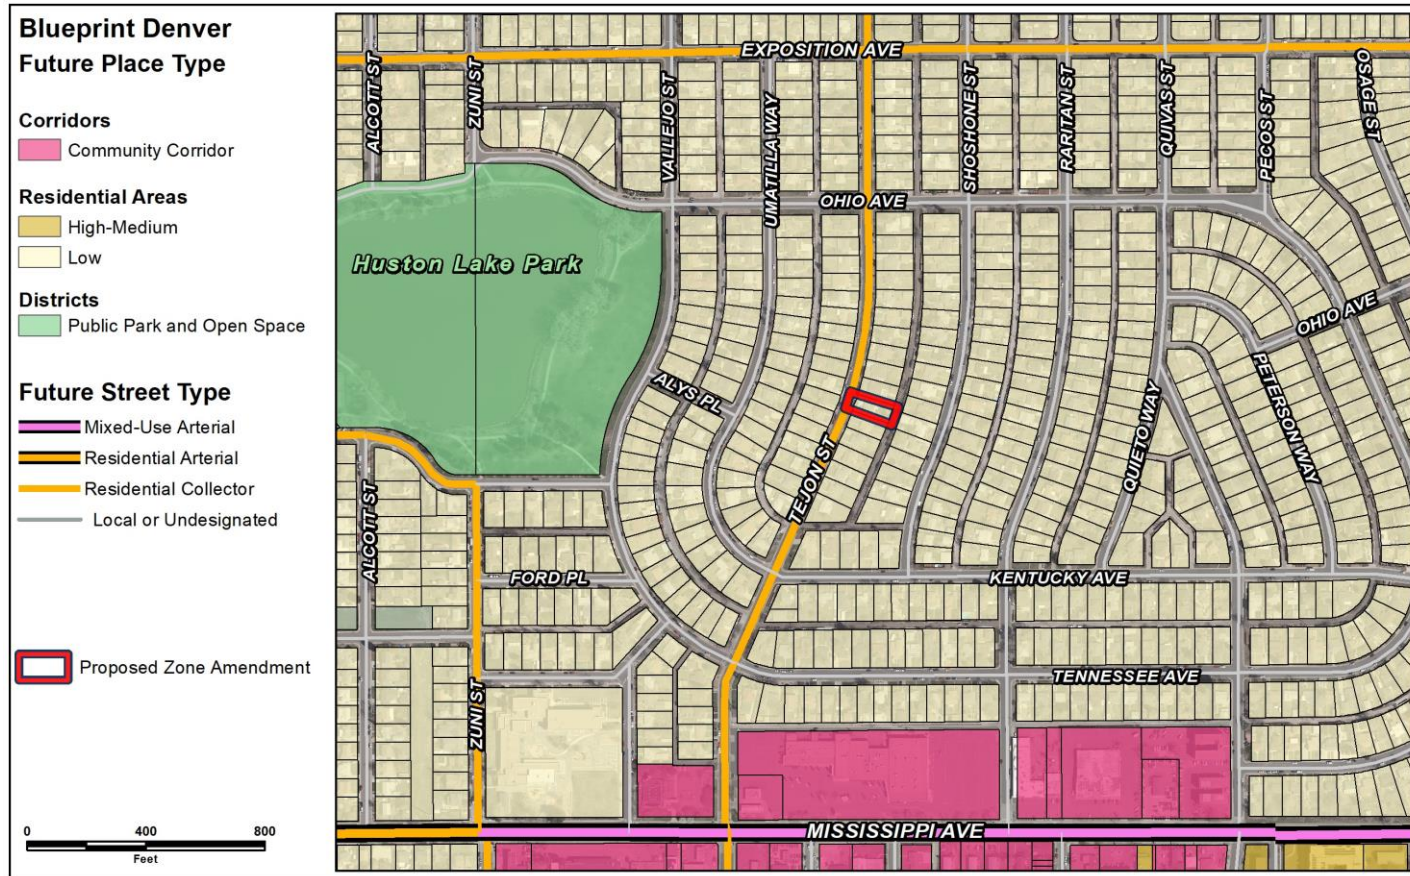 Blueprint Denver
Future Place Type
Corridors
Community Corridor
Residential Areas
High-Medium
Low
Districts
Public Park and Open Space
Future Street Type
Mixed-Use Arterial
Residential Arterial
Residential Collector
Local or Undesignated
Proposed Zone Amendment
0 400 800
Feet
EXPOSITION AVE
ALCOTT ST
ZUNI ST
VALLEJO ST
UMATILLA WAY
SHOSHONE ST
RARITAN ST
QUIVAS ST
PECOS ST
OSAGE ST
OHIO AVE
Huston Lake Park
OHIO AVE
ALYS PL
PETERSON WAY
QUIETO WAY
TEJON ST
ALCOTT ST
FORD PL
KENTUCKY AVE
TENNESSEE AVE
ZUNI ST
MISSISSIPPI AVE